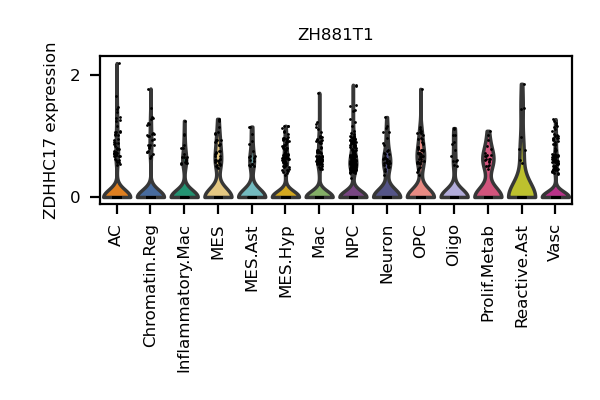 ZH881T1
ZDHHC17 expression
2
0
AC
Chromatin.Reg
Inflammatory.Mac
MES
MES.Ast
MES.Hyp
Mac
NPC
Neuron
OPC
Oligo
Prolif.Metab
Reactive.Ast
Vasc